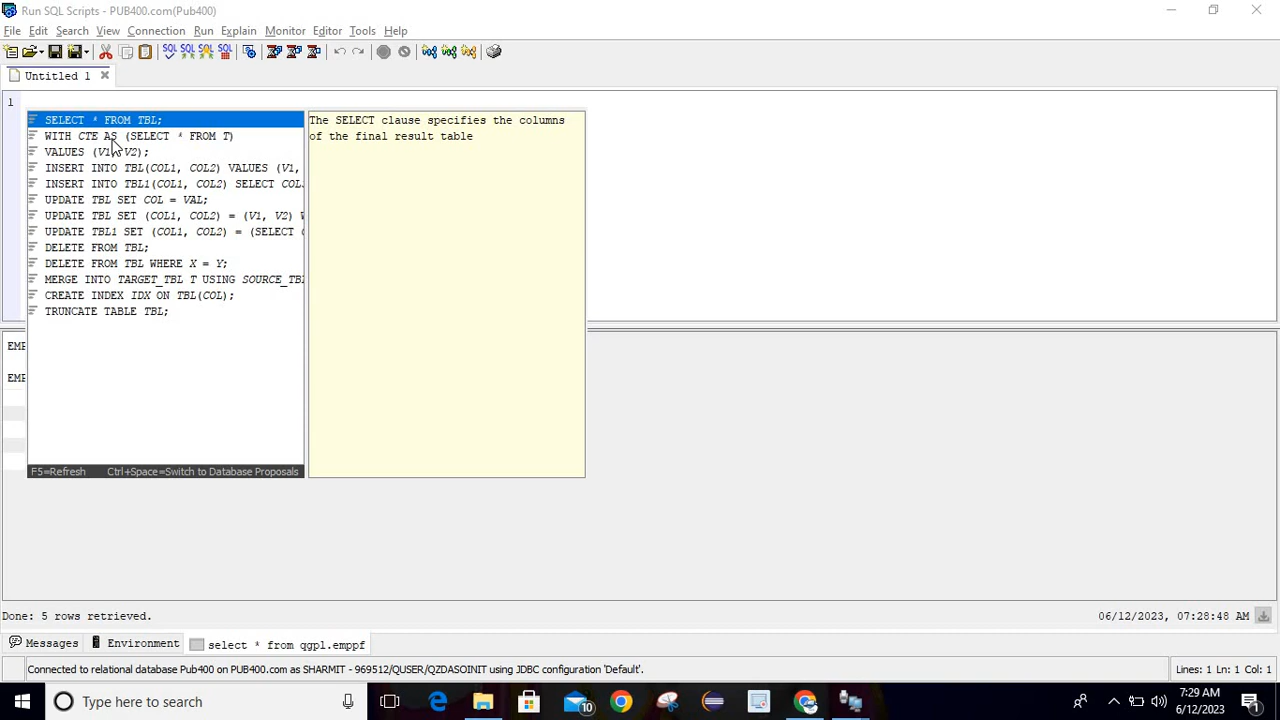 Run SQL Scripts - PUB400.com(Pub400)
File Edit Search View Connection Run Explain Monitor Editor Tools Help
SQL SQL SQL SQL
Untitled 1
1
SELECT * FROM TBL;
WITH CTE AS (SELECT * FROM T)
VALUES (V1, V2);
INSERT INTO TBL(COL1, COL2) VALUES (V1,
INSERT INTO TBL1(COL1, COL2) SELECT COL
UPDATE TBL SET COL = VAL;
UPDATE TBL SET (COL1, COL2) = (V1, V2) W
UPDATE TBL1 SET (COL1, COL2) = (SELECT C
DELETE FROM TBL;
DELETE FROM TBL WHERE X = Y;
MERGE INTO TARGET_TBL T USING SOURCE_TB
CREATE INDEX IDX ON TBL(COL);
TRUNCATE TABLE TBL;
F5=Refresh Ctrl+Space=Switch to Database Proposals
The SELECT clause specifies the columns
of the final result table
EMP
EMP
Done: 5 rows retrieved. 06/12/2023, 07:28:48 AM
Messages Environment select * from qgpl.emppf
Connected to relational database Pub400 on PUB400.com as SHARMIT - 969512/QUSER/QZDASOINIT using JDBC configuration 'Default'. Lines: 1 Ln: 1 Col: 1
Type here to search
10
7:29 AM
6/12/2023
1